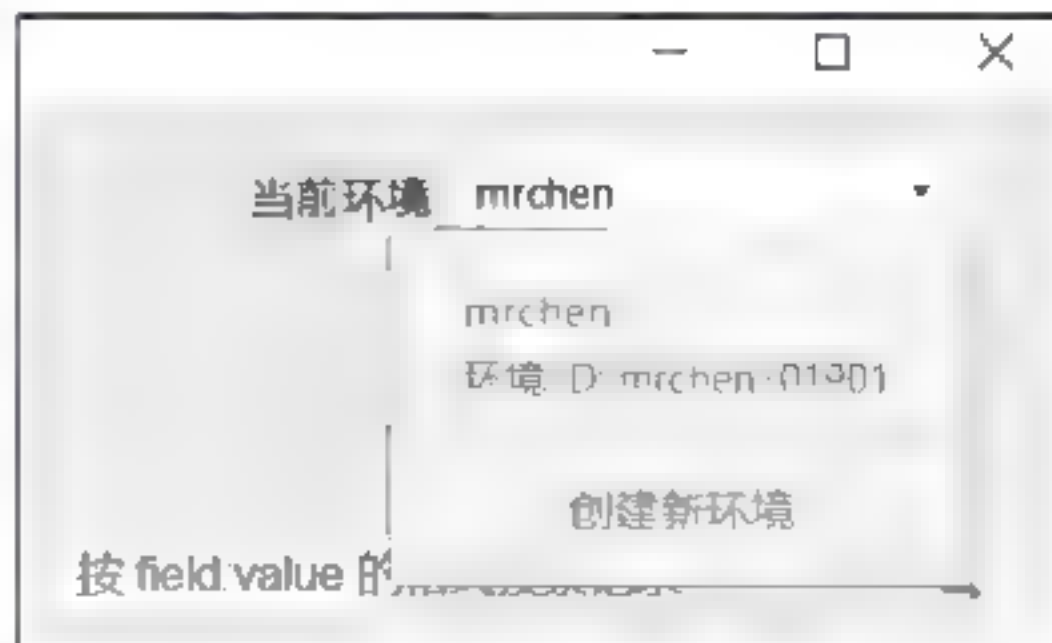 当前环境 mrchen
mrchen
环境 ID: mrchen-01301
创建新环境
按 field:value 的